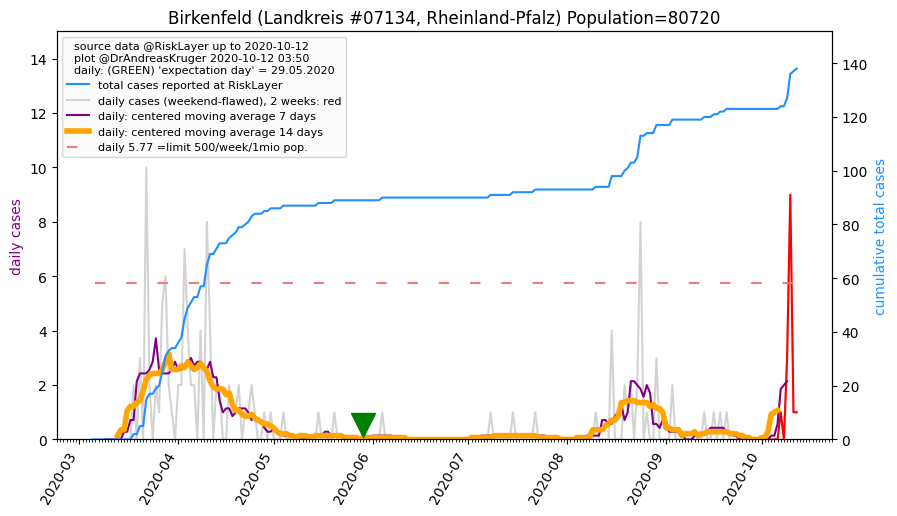 Birkenfeld (Landkreis #07134, Rheinland-Pfalz) Population=80720
source data @RiskLayer up to 2020-10-12
plot @DrAndreasKruger 2020-10-12 03:50
daily: (GREEN) 'expectation day' = 29.05.2020
total cases reported at RiskLayer
daily cases (weekend-flawed), 2 weeks: red
daily: centered moving average 7 days
daily: centered moving average 14 days
daily 5.77 =limit 500/week/1mio pop.
daily cases
14
12
10
8
6
4
2
0
140
120
100
80
60
40
20
0
cumulative total cases
2020-03
2020-04
2020-05
2020-06
2020-07
2020-08
2020-09
2020-10